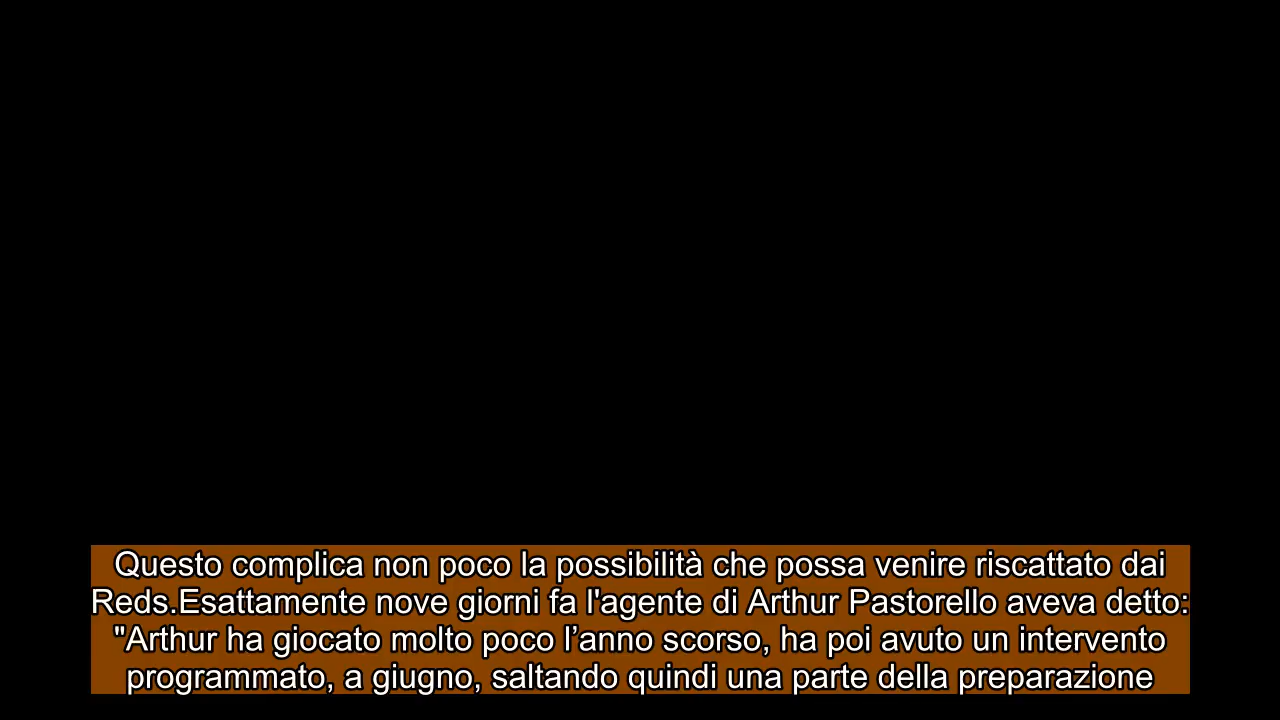 Questo complica non poco la possibilità che possa venire riscattato dai
Reds.Esattamente nove giorni fa l'agente di Arthur Pastorello aveva detto:
"Arthur ha giocato molto poco l’anno scorso, ha poi avuto un intervento
programmato, a giugno, saltando quindi una parte della preparazione